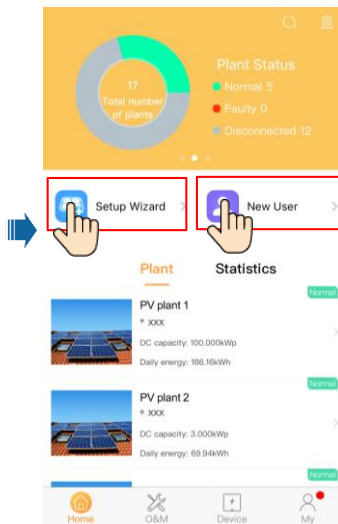 Plant Status
17
Total number
of plants
Normal 5
Faulty 0
Disconnected 12
Setup Wizard
New User
Plant
Statistics
Normal
PV plant 1
XXX
DC capacity: 100.000kWp
Daily energy: 186.16kWh
Normal
PV plant 2
XXX
DC capacity: 3.000kWp
Daily energy: 69.94kWh
Normal
Home
O&M
Device
My